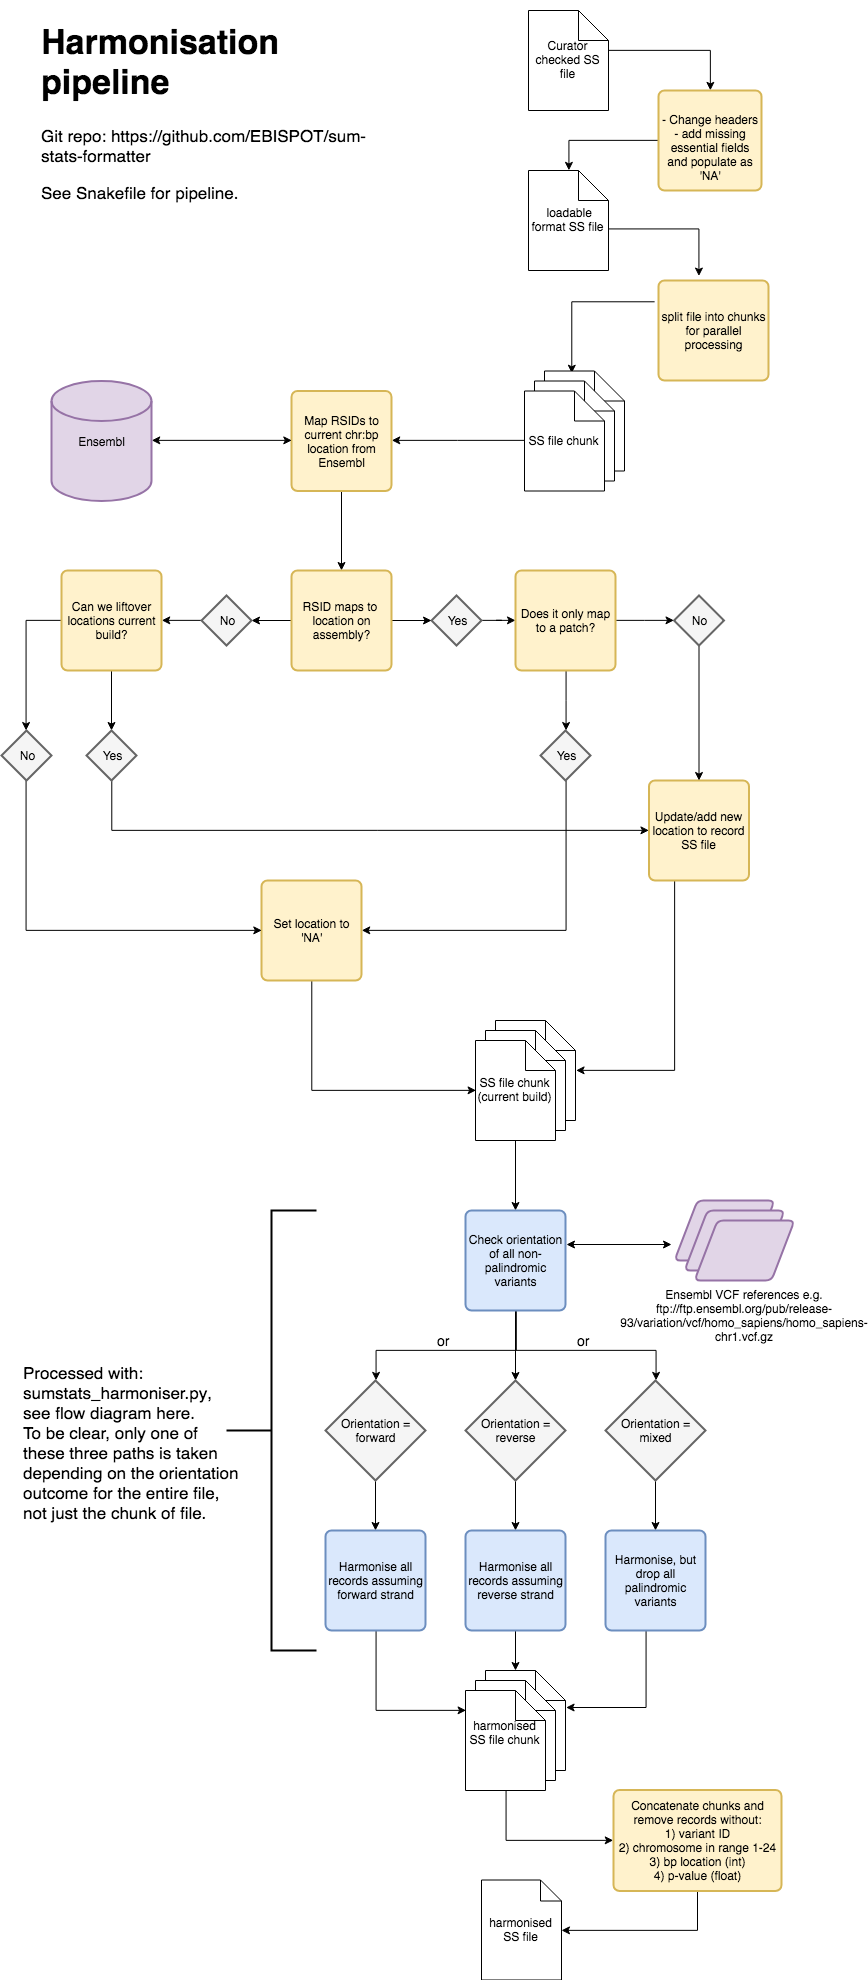 Harmonisation
pipeline
Git repo: https://github.com/EBISPOT/sum-
stats-formatter
See Snakefile for pipeline.
Curator
checked SS
file
- Change headers
- add missing
essential fields
and populate as
'NA'
loadable
format SS file
split file into chunks
for parallel
processing
SS file chunk
Map RSIDs to
current chr:bp
location from
Ensembl
Ensembl
Can we liftover
locations current
build?
No
RSID maps to
location on
assembly?
Yes
Does it only map
to a patch?
No
No
Yes
Yes
Update/add new
location to record
SS file
Set location to
'NA'
SS file chunk
(current build)
Check orientation
of all non-
palindromic
variants
Ensembl VCF references e.g.
ftp://ftp.ensembl.org/pub/release-
93/variation/vcf/homo_sapiens/homo_sapiens-
chr1.vcf.gz
or
or
Processed with:
sumstats_harmoniser.py,
see flow diagram here.
To be clear, only one of
these three paths is taken
depending on the orientation
outcome for the entire file,
not just the chunk of file.
Orientation =
forward
Orientation =
reverse
Orientation =
mixed
Harmonise all
records assuming
forward strand
Harmonise all
records assuming
reverse strand
Harmonise, but
drop all
palindromic
variants
harmonised
SS file chunk
Concatenate chunks and
remove records without:
1) variant ID
2) chromosome in range 1-24
3) bp location (int)
4) p-value (float)
harmonised
SS file